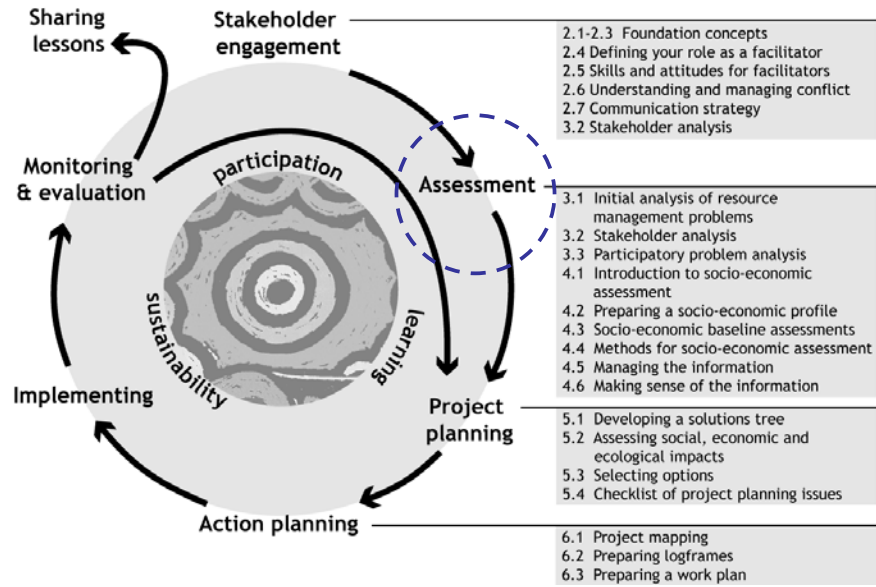 Sharing
lessons
Stakeholder
engagement
2.1-2.3 Foundation concepts
2.4 Defining your role as a facilitator
2.5 Skills and attitudes for facilitators
2.6 Understanding and managing conflict
2.7 Communication strategy
3.2 Stakeholder analysis
Monitoring
& evaluation
participation
Assessment
3.1 Initial analysis of resource
management problems
3.2 Stakeholder analysis
3.3 Participatory problem analysis
4.1 Introduction to socio-economic
assessment
4.2 Preparing a socio-economic profile
4.3 Socio-economic baseline assessments
4.4 Methods for socio-economic assessment
4.5 Managing the information
4.6 Making sense of the information
sustainability
learning
Implementing
Project
planning
5.1 Developing a solutions tree
5.2 Assessing social, economic and
ecological impacts
5.3 Selecting options
5.4 Checklist of project planning issues
Action planning
6.1 Project mapping
6.2 Preparing logframes
6.3 Preparing a work plan